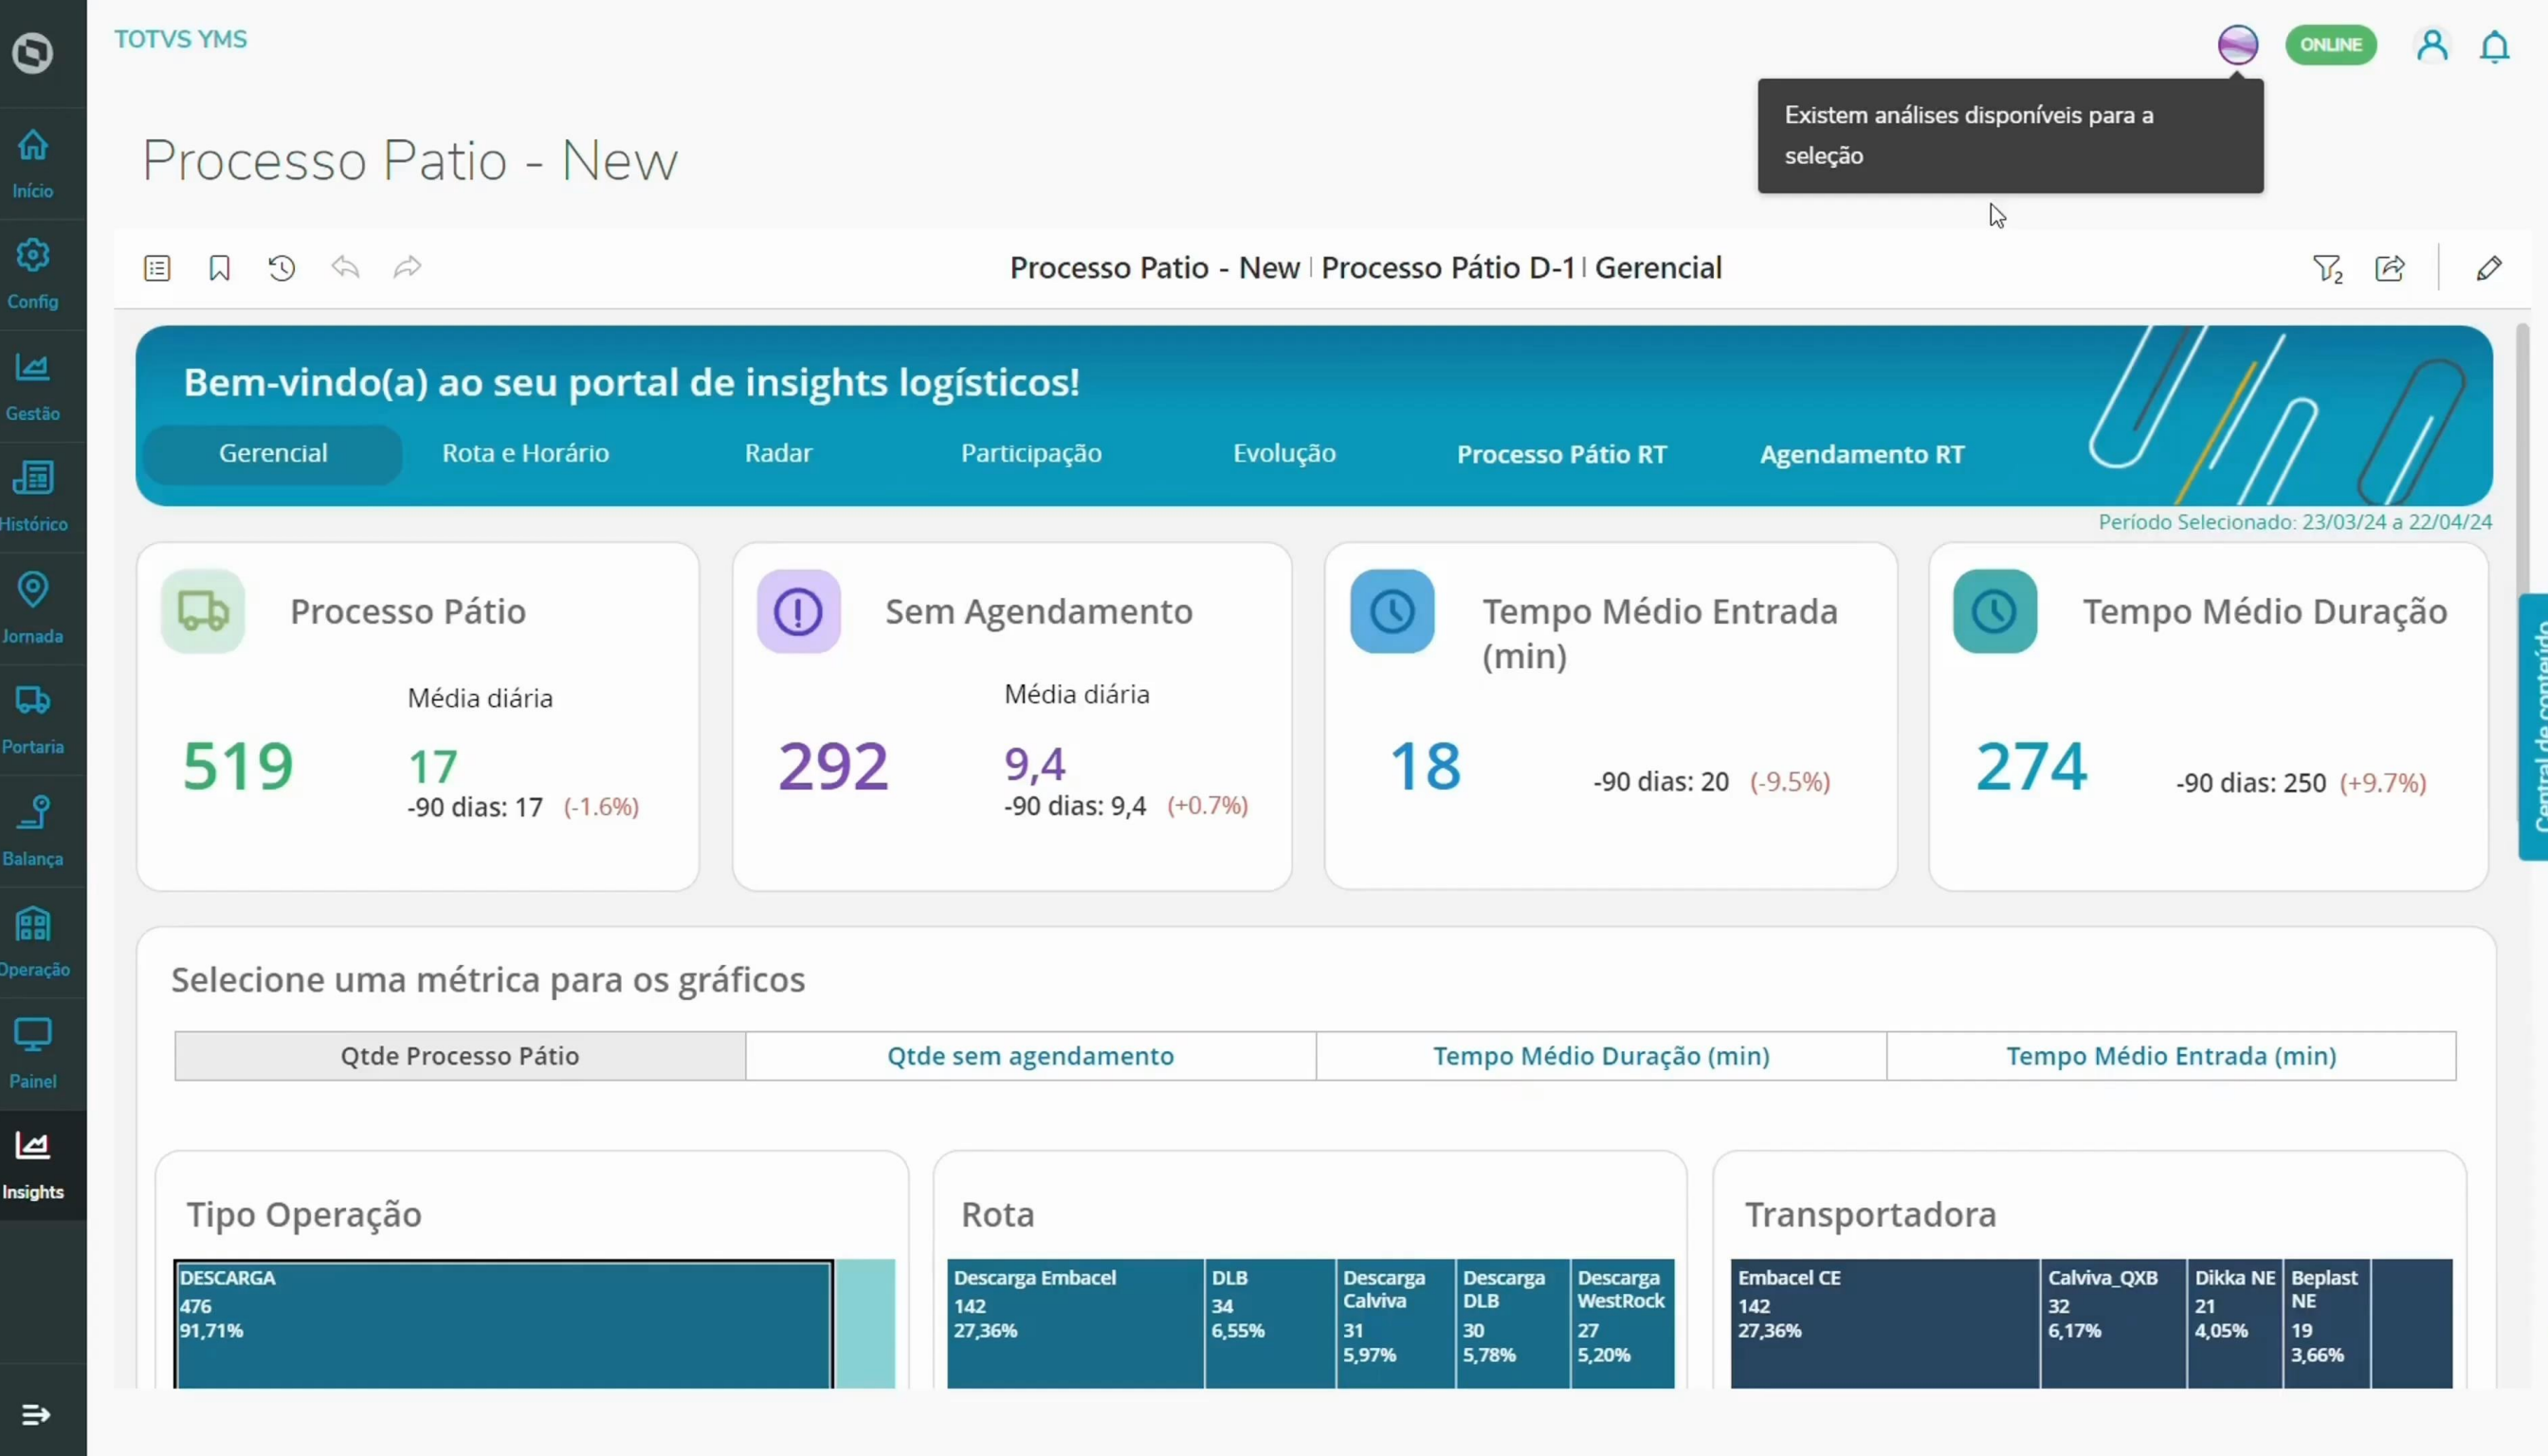 TOTVS YMS
ONLINE
Existem análises disponíveis para a
seleção
Início
Config
Gestão
Histórico
Jornada
Portaria
Balança
Operação
Painel
Insights
Processo Patio - New
Processo Patio - New | Processo Pátio D-1 | Gerencial
2
Bem-vindo(a) ao seu portal de insights logísticos!
Gerencial Rota e Horário Radar Participação Evolução Processo Pátio RT Agendamento RT
Período Selecionado: 23/03/24 a 22/04/24
Processo Pátio
Média diária
519
17
-90 dias: 17 (-1.6%)
Sem Agendamento
Média diária
292
9,4
-90 dias: 9,4 (+0.7%)
Tempo Médio Entrada
(min)
18
-90 dias: 20 (-9.5%)
Tempo Médio Duração
274
-90 dias: 250 (+9.7%)
Central de conteúdo
Selecione uma métrica para os gráficos
Qtde Processo Pátio Qtde sem agendamento Tempo Médio Duração (min) Tempo Médio Entrada (min)
Tipo Operação
DESCARGA
476
91,71%
Rota
Descarga Embacel
142
27,36%
DLB
34
6,55%
Descarga
Calviva
31
5,97%
Descarga
DLB
30
5,78%
Descarga
WestRock
27
5,20%
Transportadora
Embacel CE
142
27,36%
Calviva_QXB
32
6,17%
Dikka NE
21
4,05%
Beplast
NE
19
3,66%